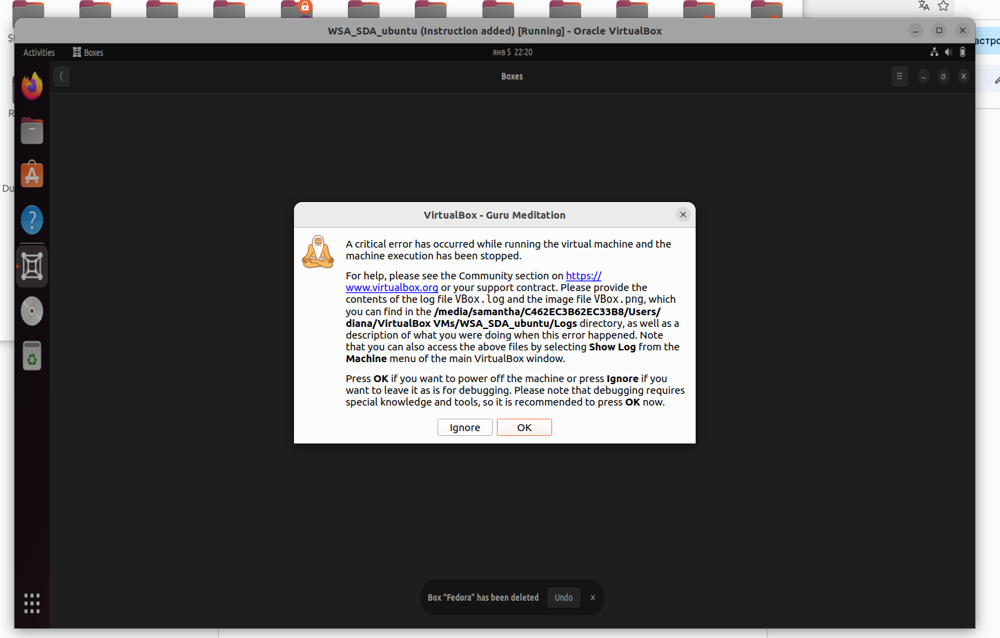 WSA_SDA_ubuntu (Instruction added) [Running] - Oracle VirtualBox
Activities
Boxes
янв 5 22:20
Boxes
Du
R
VirtualBox - Guru Meditation
A critical error has occurred while running the virtual machine and the
machine execution has been stopped.
For help, please see the Community section on https://
www.virtualbox.org or your support contract. Please provide the
contents of the log file VBox.log and the image file VBox.png, which
you can find in the /media/samantha/C462EC3B62EC33B8/Users/
diana/VirtualBox VMs/WSA_SDA_ubuntu/Logs directory, as well as a
description of what you were doing when this error happened. Note
that you can also access the above files by selecting Show Log from the
Machine menu of the main VirtualBox window.
Press OK if you want to power off the machine or press Ignore if you
want to leave it as is for debugging. Please note that debugging requires
special knowledge and tools, so it is recommended to press OK now.
Ignore
OK
Box “Fedora” has been deleted
Undo